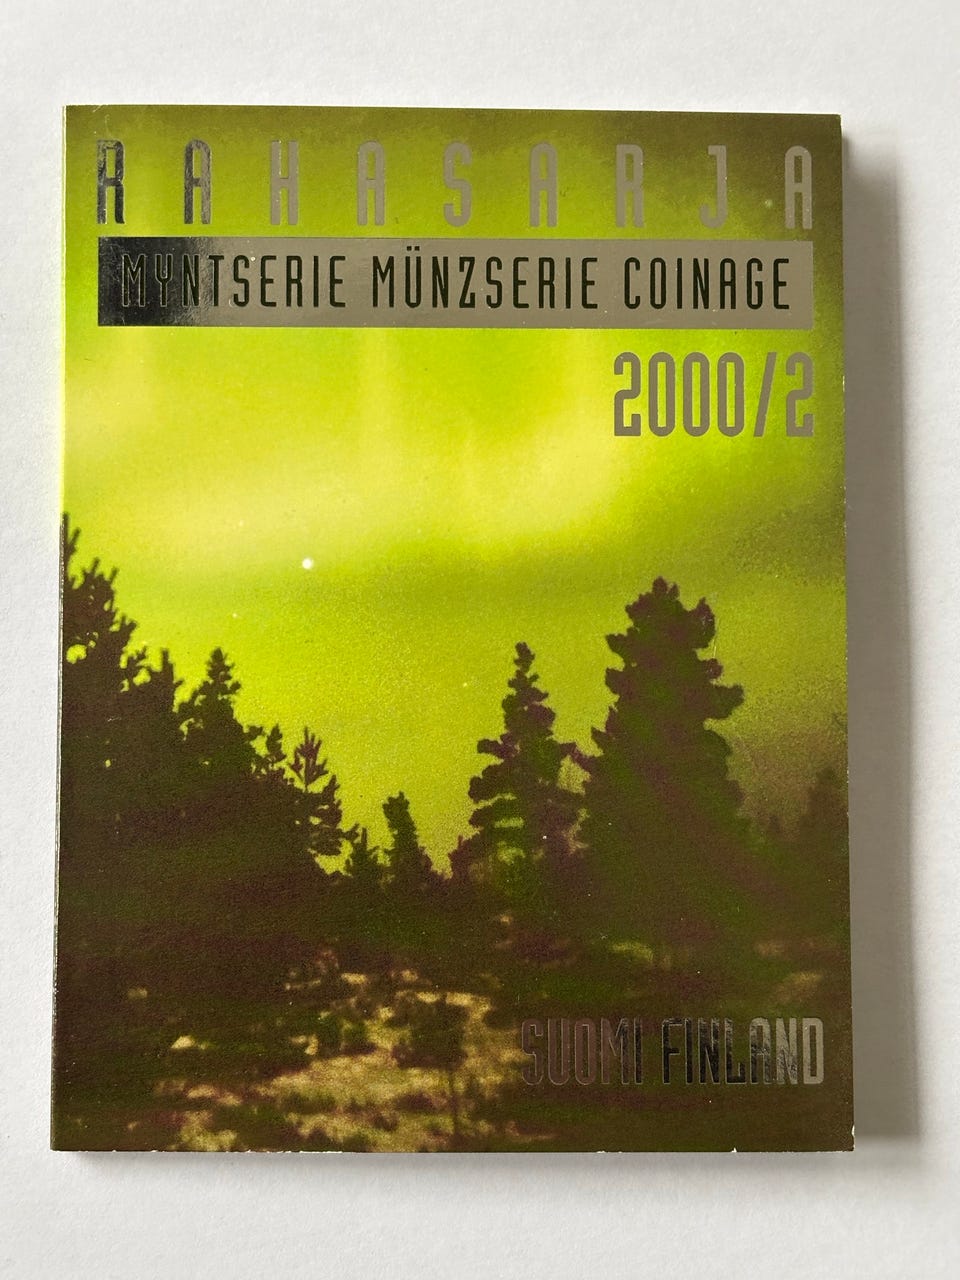 RAHASARJA
MYNTSERIE MÜNZSERIE COINAGE
2000/2
SUOMI FINLAND